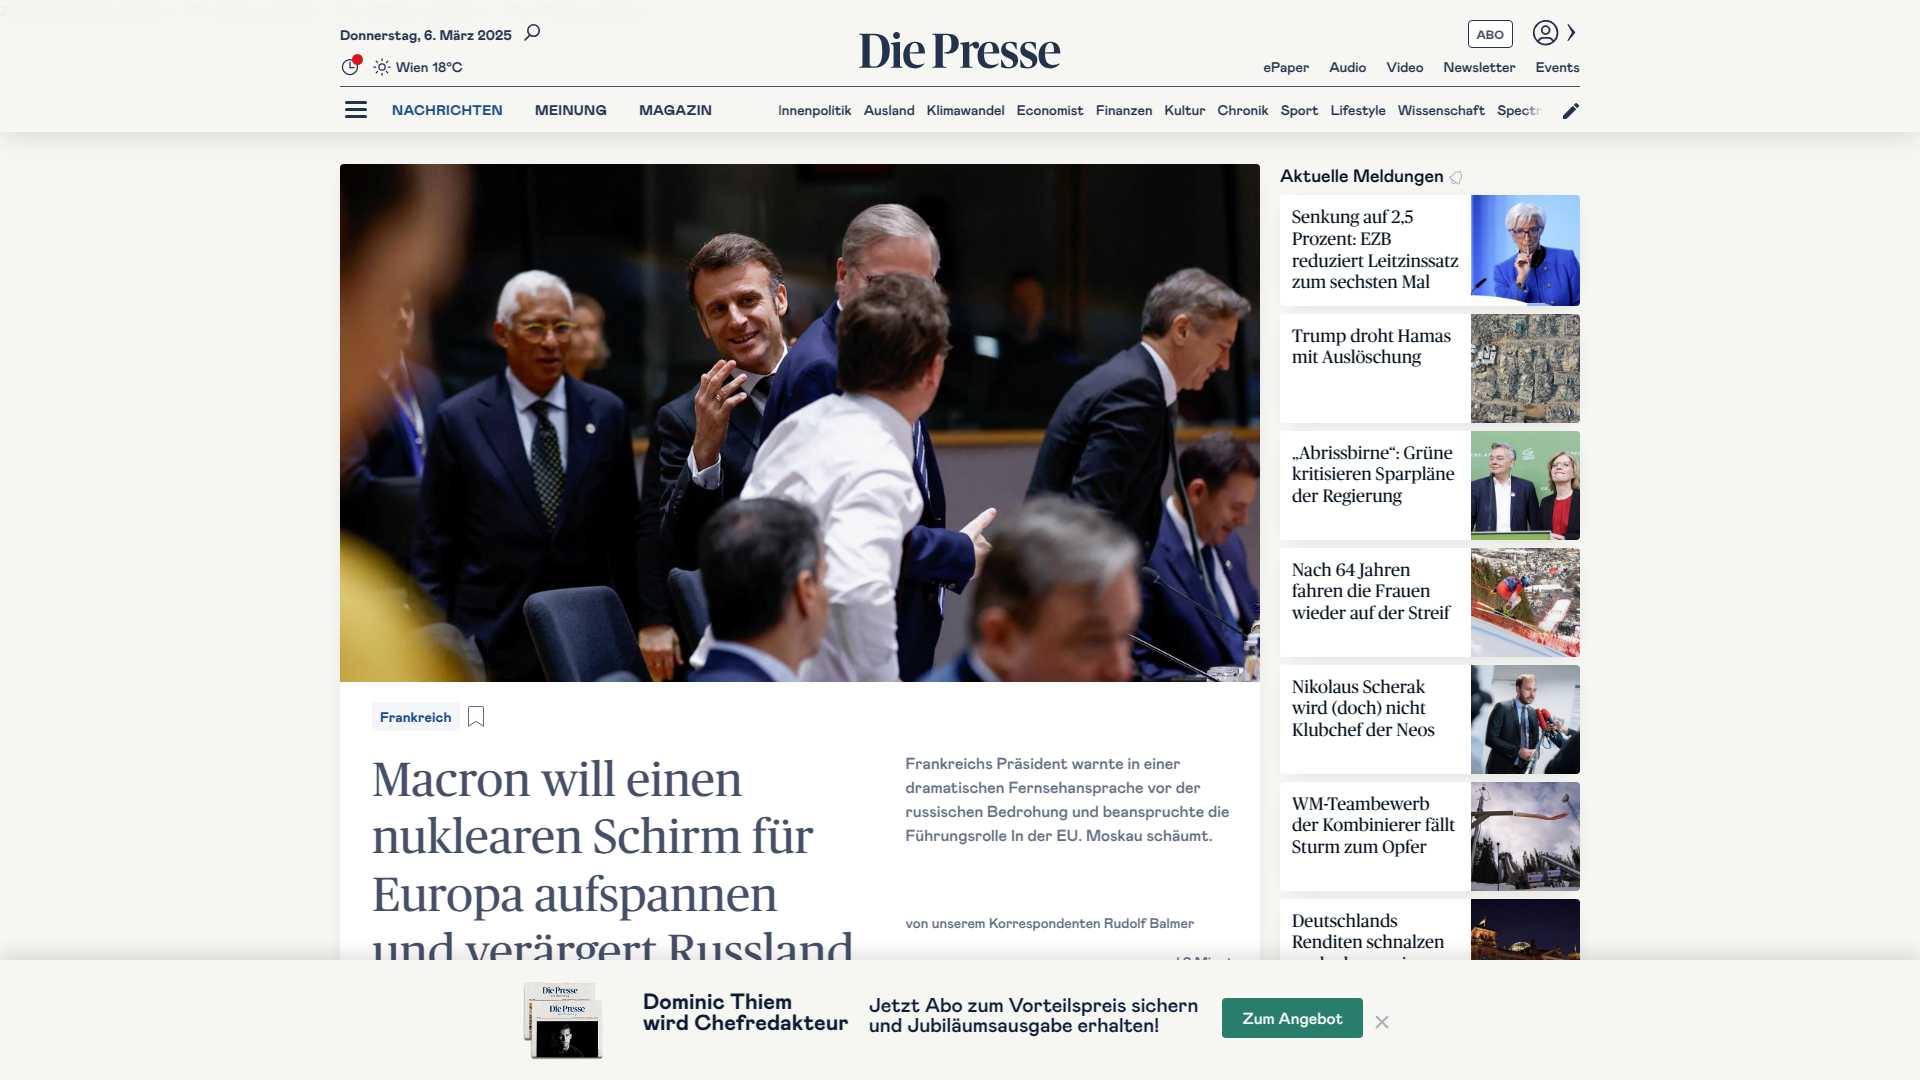 Donnerstag, 6. März 2025
Wien 18°C
Die Presse
ABO
ePaper Audio Video Newsletter Events
NACHRICHTEN MEINUNG MAGAZIN
Innenpolitik Ausland Klimawandel Economist Finanzen Kultur Chronik Sport Lifestyle Wissenschaft Spectr
Frankreich
Macron will einen
nuklearen Schirm für
Europa aufspannen
und verärgert Russland
Frankreichs Präsident warnte in einer
dramatischen Fernsehansprache vor der
russischen Bedrohung und beanspruchte die
Führungsrolle In der EU. Moskau schäumt.
von unserem Korrespondenten Rudolf Balmer
Aktuelle Meldungen
Senkung auf 2,5
Prozent: EZB
reduziert Leitzinssatz
zum sechsten Mal
Trump droht Hamas
mit Auslöschung
„Abrissbirne“: Grüne
kritisieren Sparpläne
der Regierung
Nach 64 Jahren
fahren die Frauen
wieder auf der Streif
Nikolaus Scherak
wird (doch) nicht
Klubchef der Neos
WM-Teambewerb
der Kombinierer fällt
Sturm zum Opfer
Deutschlands
Renditen schnalzen
Die Presse
Die Presse
Dominic Thiem
wird Chefredakteur
Jetzt Abo zum Vorteilspreis sichern
und Jubiläumsausgabe erhalten!
Zum Angebot